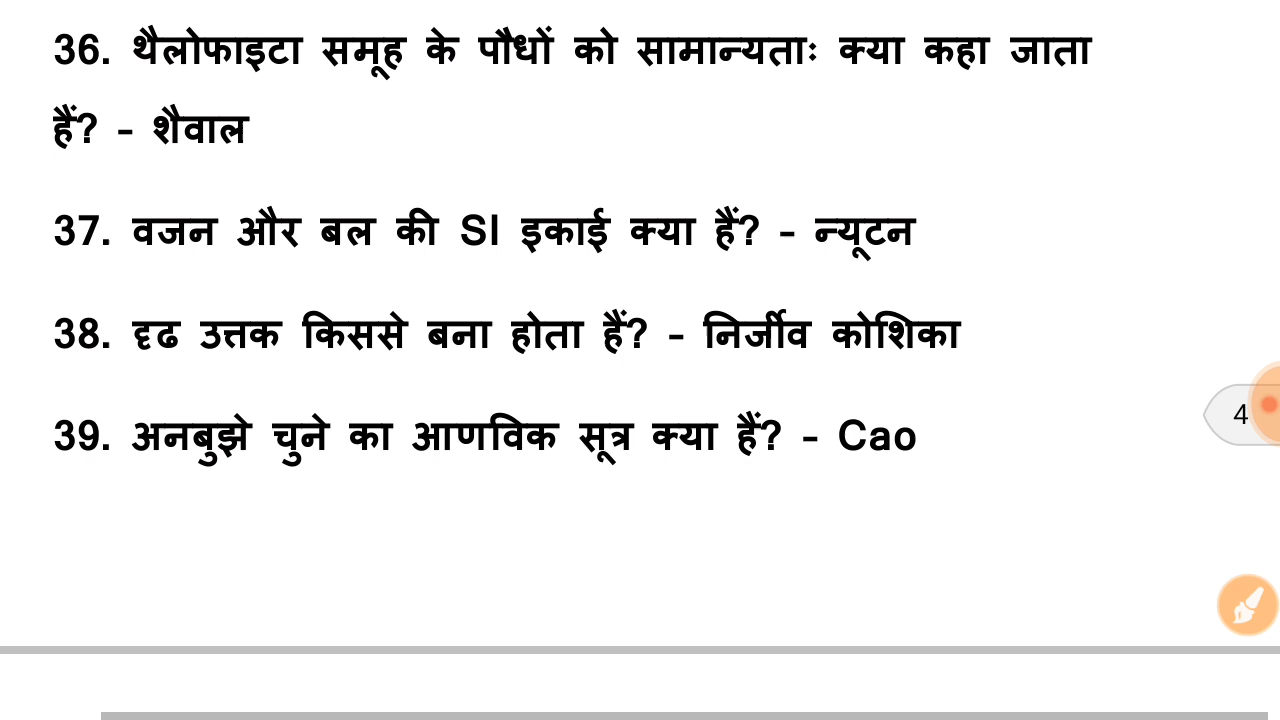 36. थैलोफाइटा समूह के पौधों को सामान्यताः क्या कहा जाता
हैं? - शैवाल
37. वजन और बल की SI इकाई क्या हैं? - न्यूटन
38. दृढ उत्तक किससे बना होता हैं? - निर्जीव कोशिका
39. अनबुझे चुने का आणविक सूत्र क्या हैं? - Cao
4